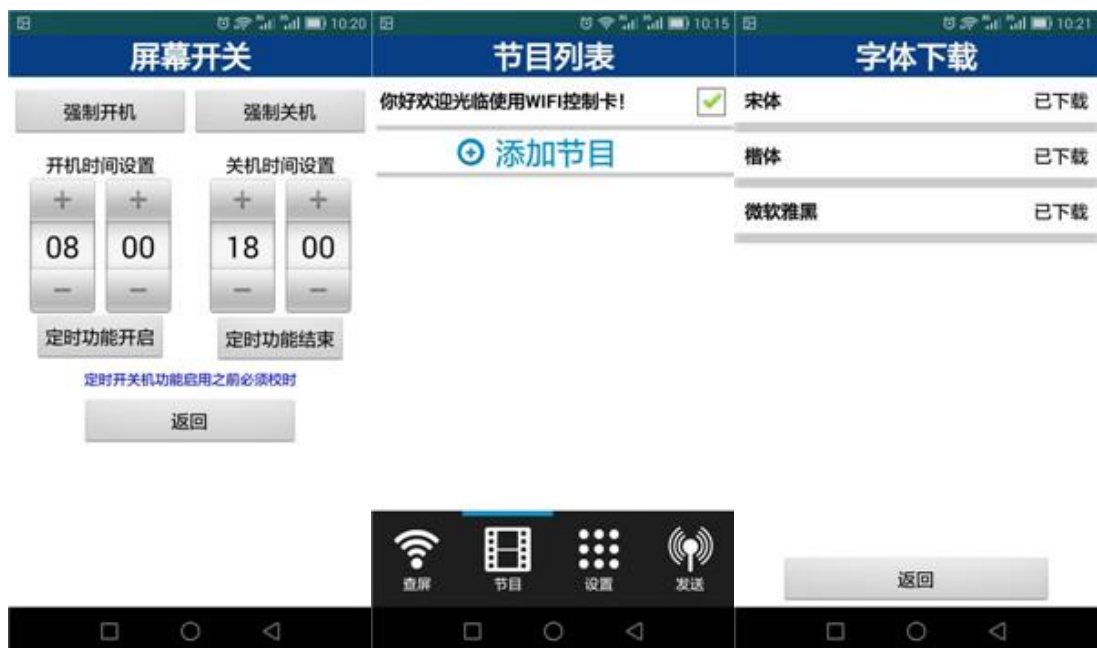 10:20
屏幕开关
强制开机 强制关机
开机时间设置 关机时间设置
+ + + +
08 00 18 00
− − − −
定时功能开启 定时功能结束
定时开关机功能启用之前必须校时
返回
10:15
节目列表
你好欢迎光临使用WIFI控制卡!
添加节目
查屏 节目 设置 发送
10:21
字体下载
宋体 已下载
楷体 已下载
微软雅黑 已下载
返回